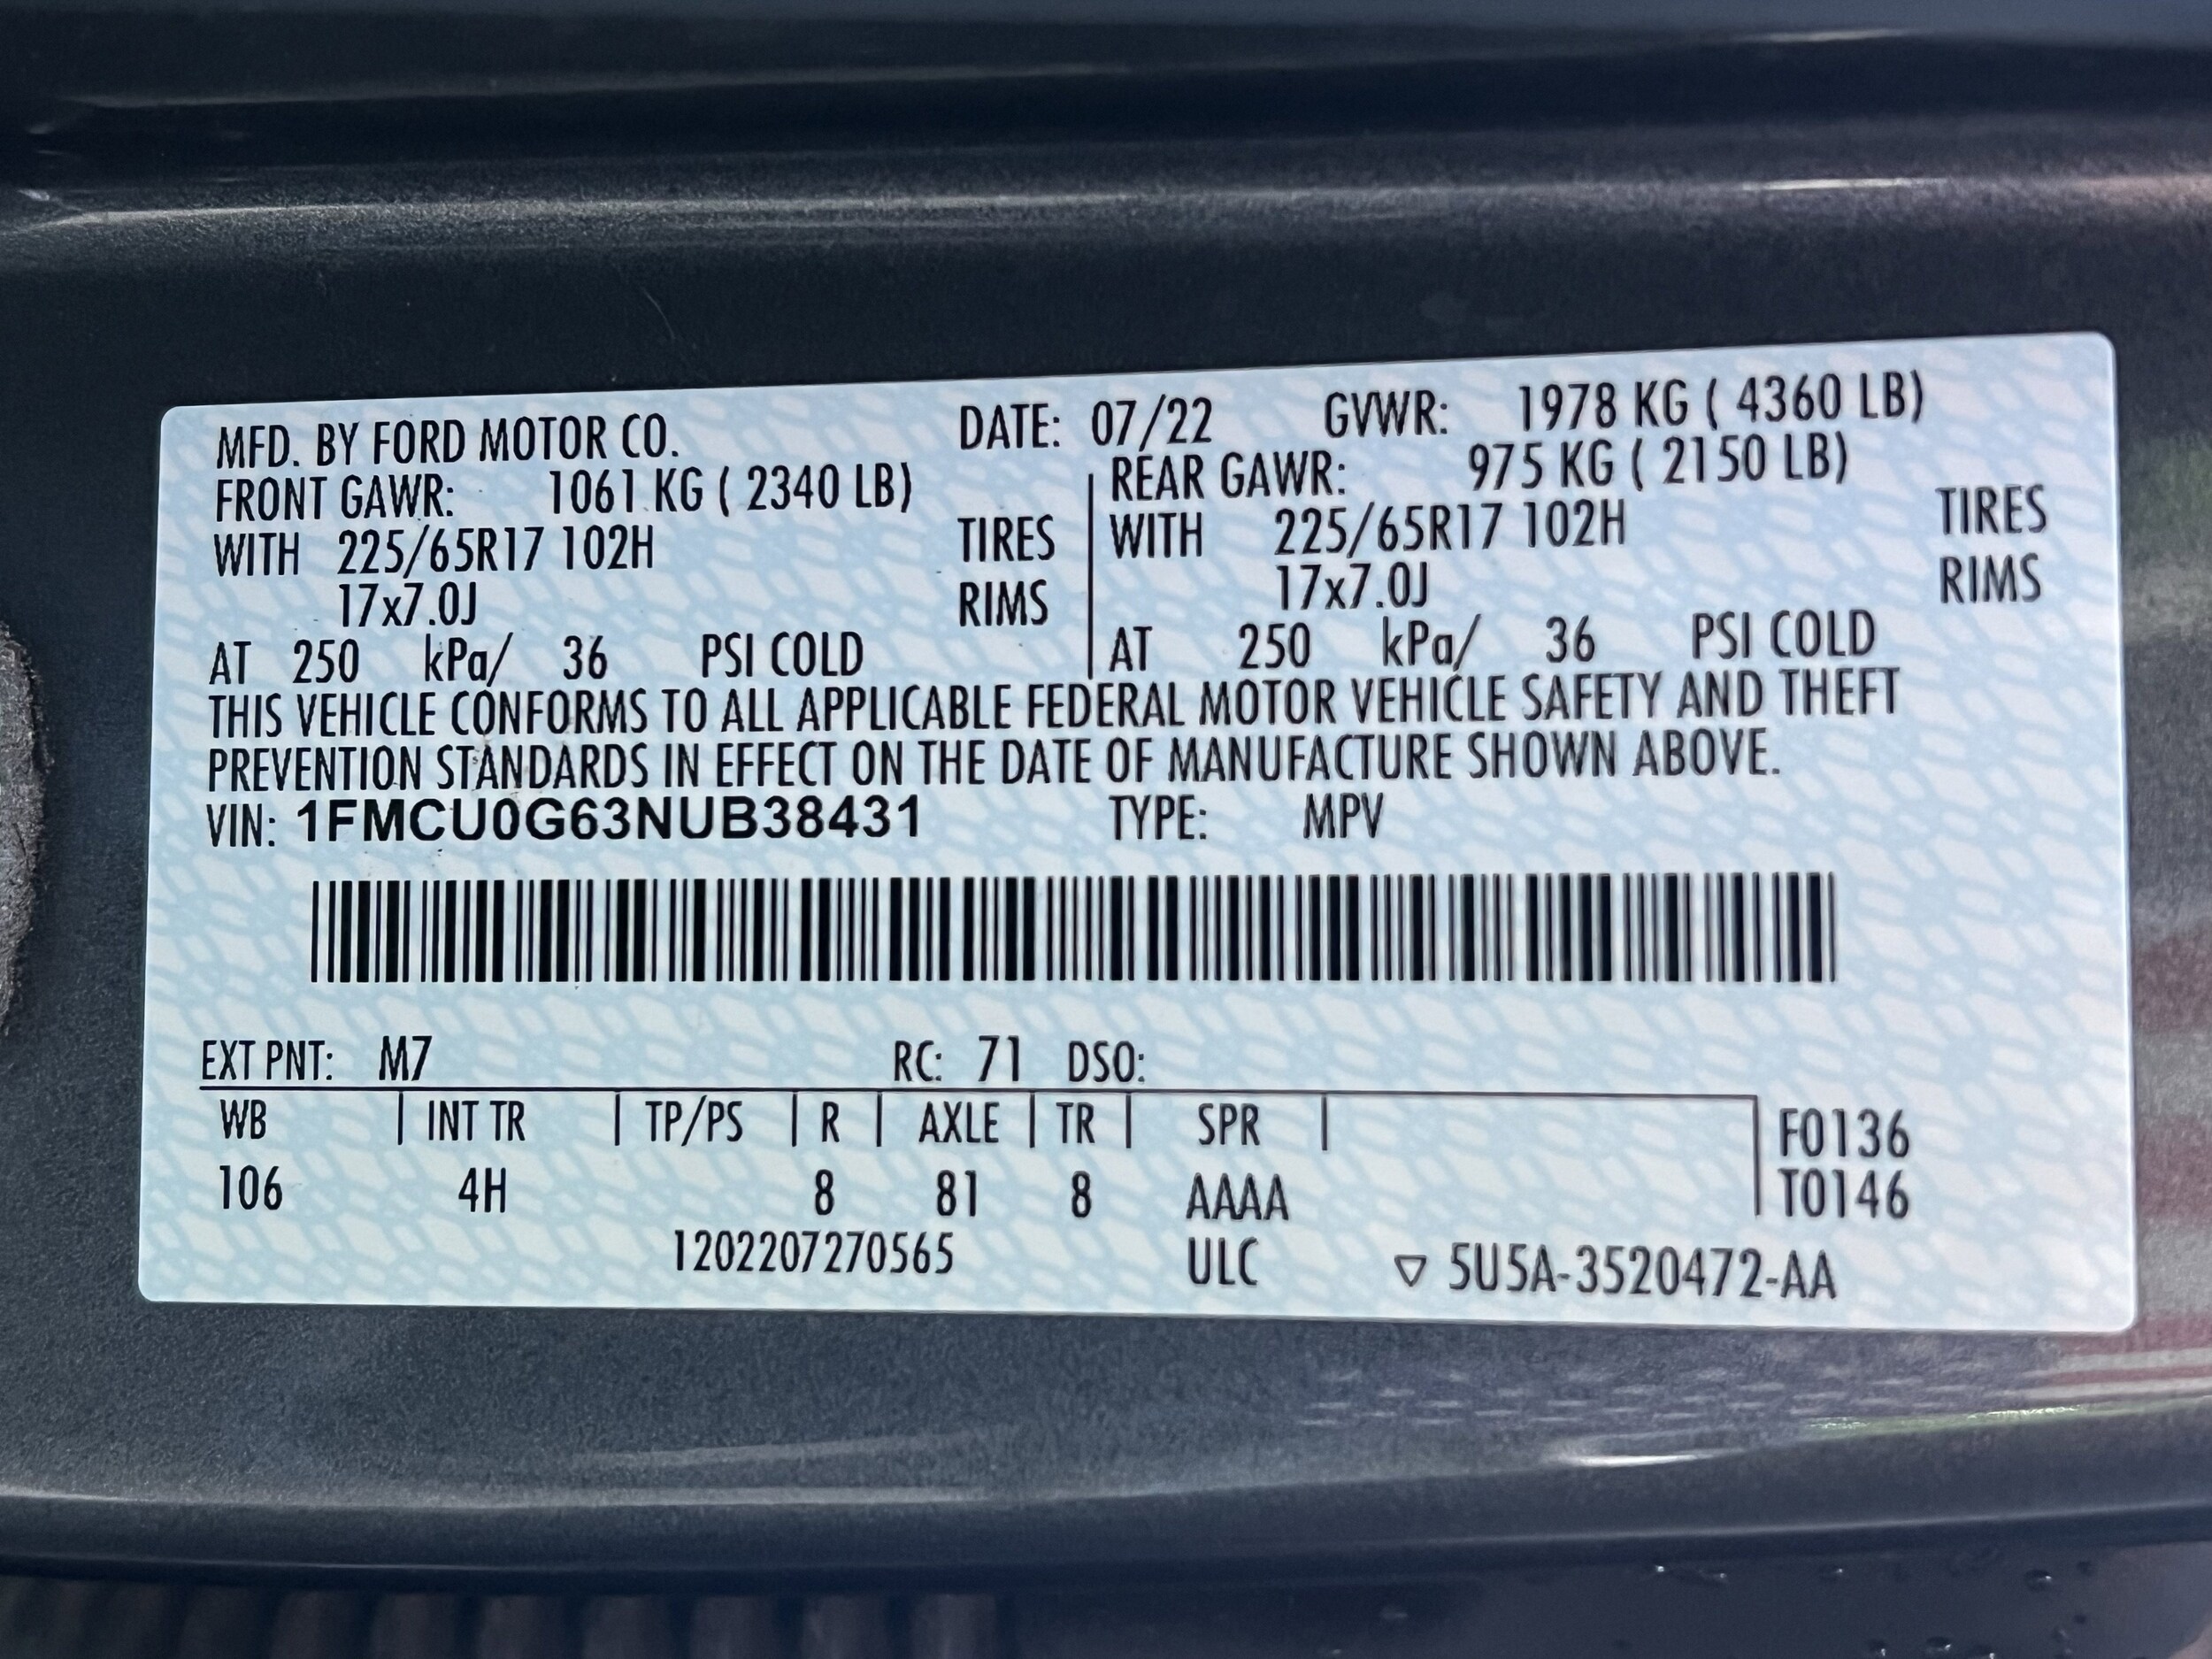 MFD. BY FORD MOTOR CO. DATE: 07/22 GVWR: 1978 KG ( 4360 LB)
FRONT GAWR: 1061 KG ( 2340 LB) REAR GAWR: 975 KG ( 2150 LB)
WITH 225/65R17 102H TIRES WITH 225/65R17 102H TIRES
17x7.0J RIMS 17x7.0J RIMS
AT 250 kPa/ 36 PSI COLD AT 250 kPa/ 36 PSI COLD
THIS VEHICLE CONFORMS TO ALL APPLICABLE FEDERAL MOTOR VEHICLE SAFETY AND THEFT
PREVENTION STANDARDS IN EFFECT ON THE DATE OF MANUFACTURE SHOWN ABOVE.
VIN: 1FMCU0G63NUB38431 TYPE: MPV
EXT PNT: M7 RC: 71 DSO:
WB | INT TR | TP/PS | R | AXLE | TR | SPR | F0136
106 4H 8 81 8 AAAA T0146
1202207270565 ULC ▽ 5U5A-3520472-AA